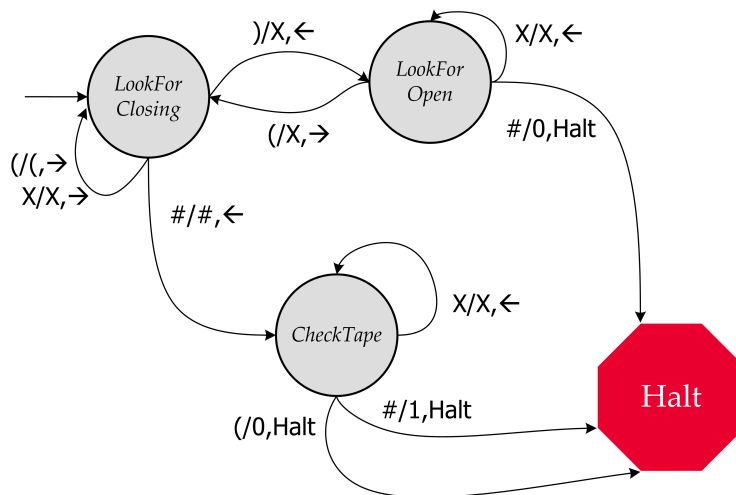 )/X,←
X/X,←
LookFor
Closing
LookFor
Open
(/X,→
#/0,Halt
(/(,→
X/X,→
#/#,←
X/X,←
CheckTape
Halt
(/0,Halt
#/1,Halt